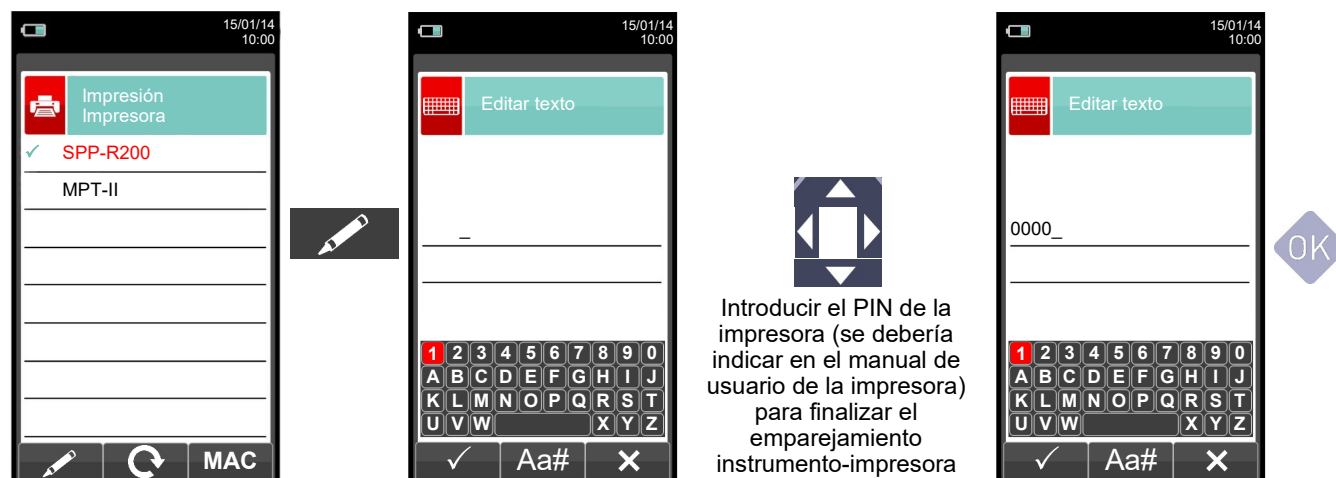 15/01/14
10:00
Impresión
Impresora
✓ SPP-R200
MPT-II
MAC
15/01/14
10:00
Editar texto
_
1 2 3 4 5 6 7 8 9 0
A B C D E F G H I J
K L M N O P Q R S T
U V W X Y Z
✓ Aa# ×
Introducir el PIN de la
impresora (se debería
indicar en el manual de
usuario de la impresora)
para finalizar el
emparejamiento
instrumento-impresora
15/01/14
10:00
Editar texto
0000_
1 2 3 4 5 6 7 8 9 0
A B C D E F G H I J
K L M N O P Q R S T
U V W X Y Z
✓ Aa# ×
OK